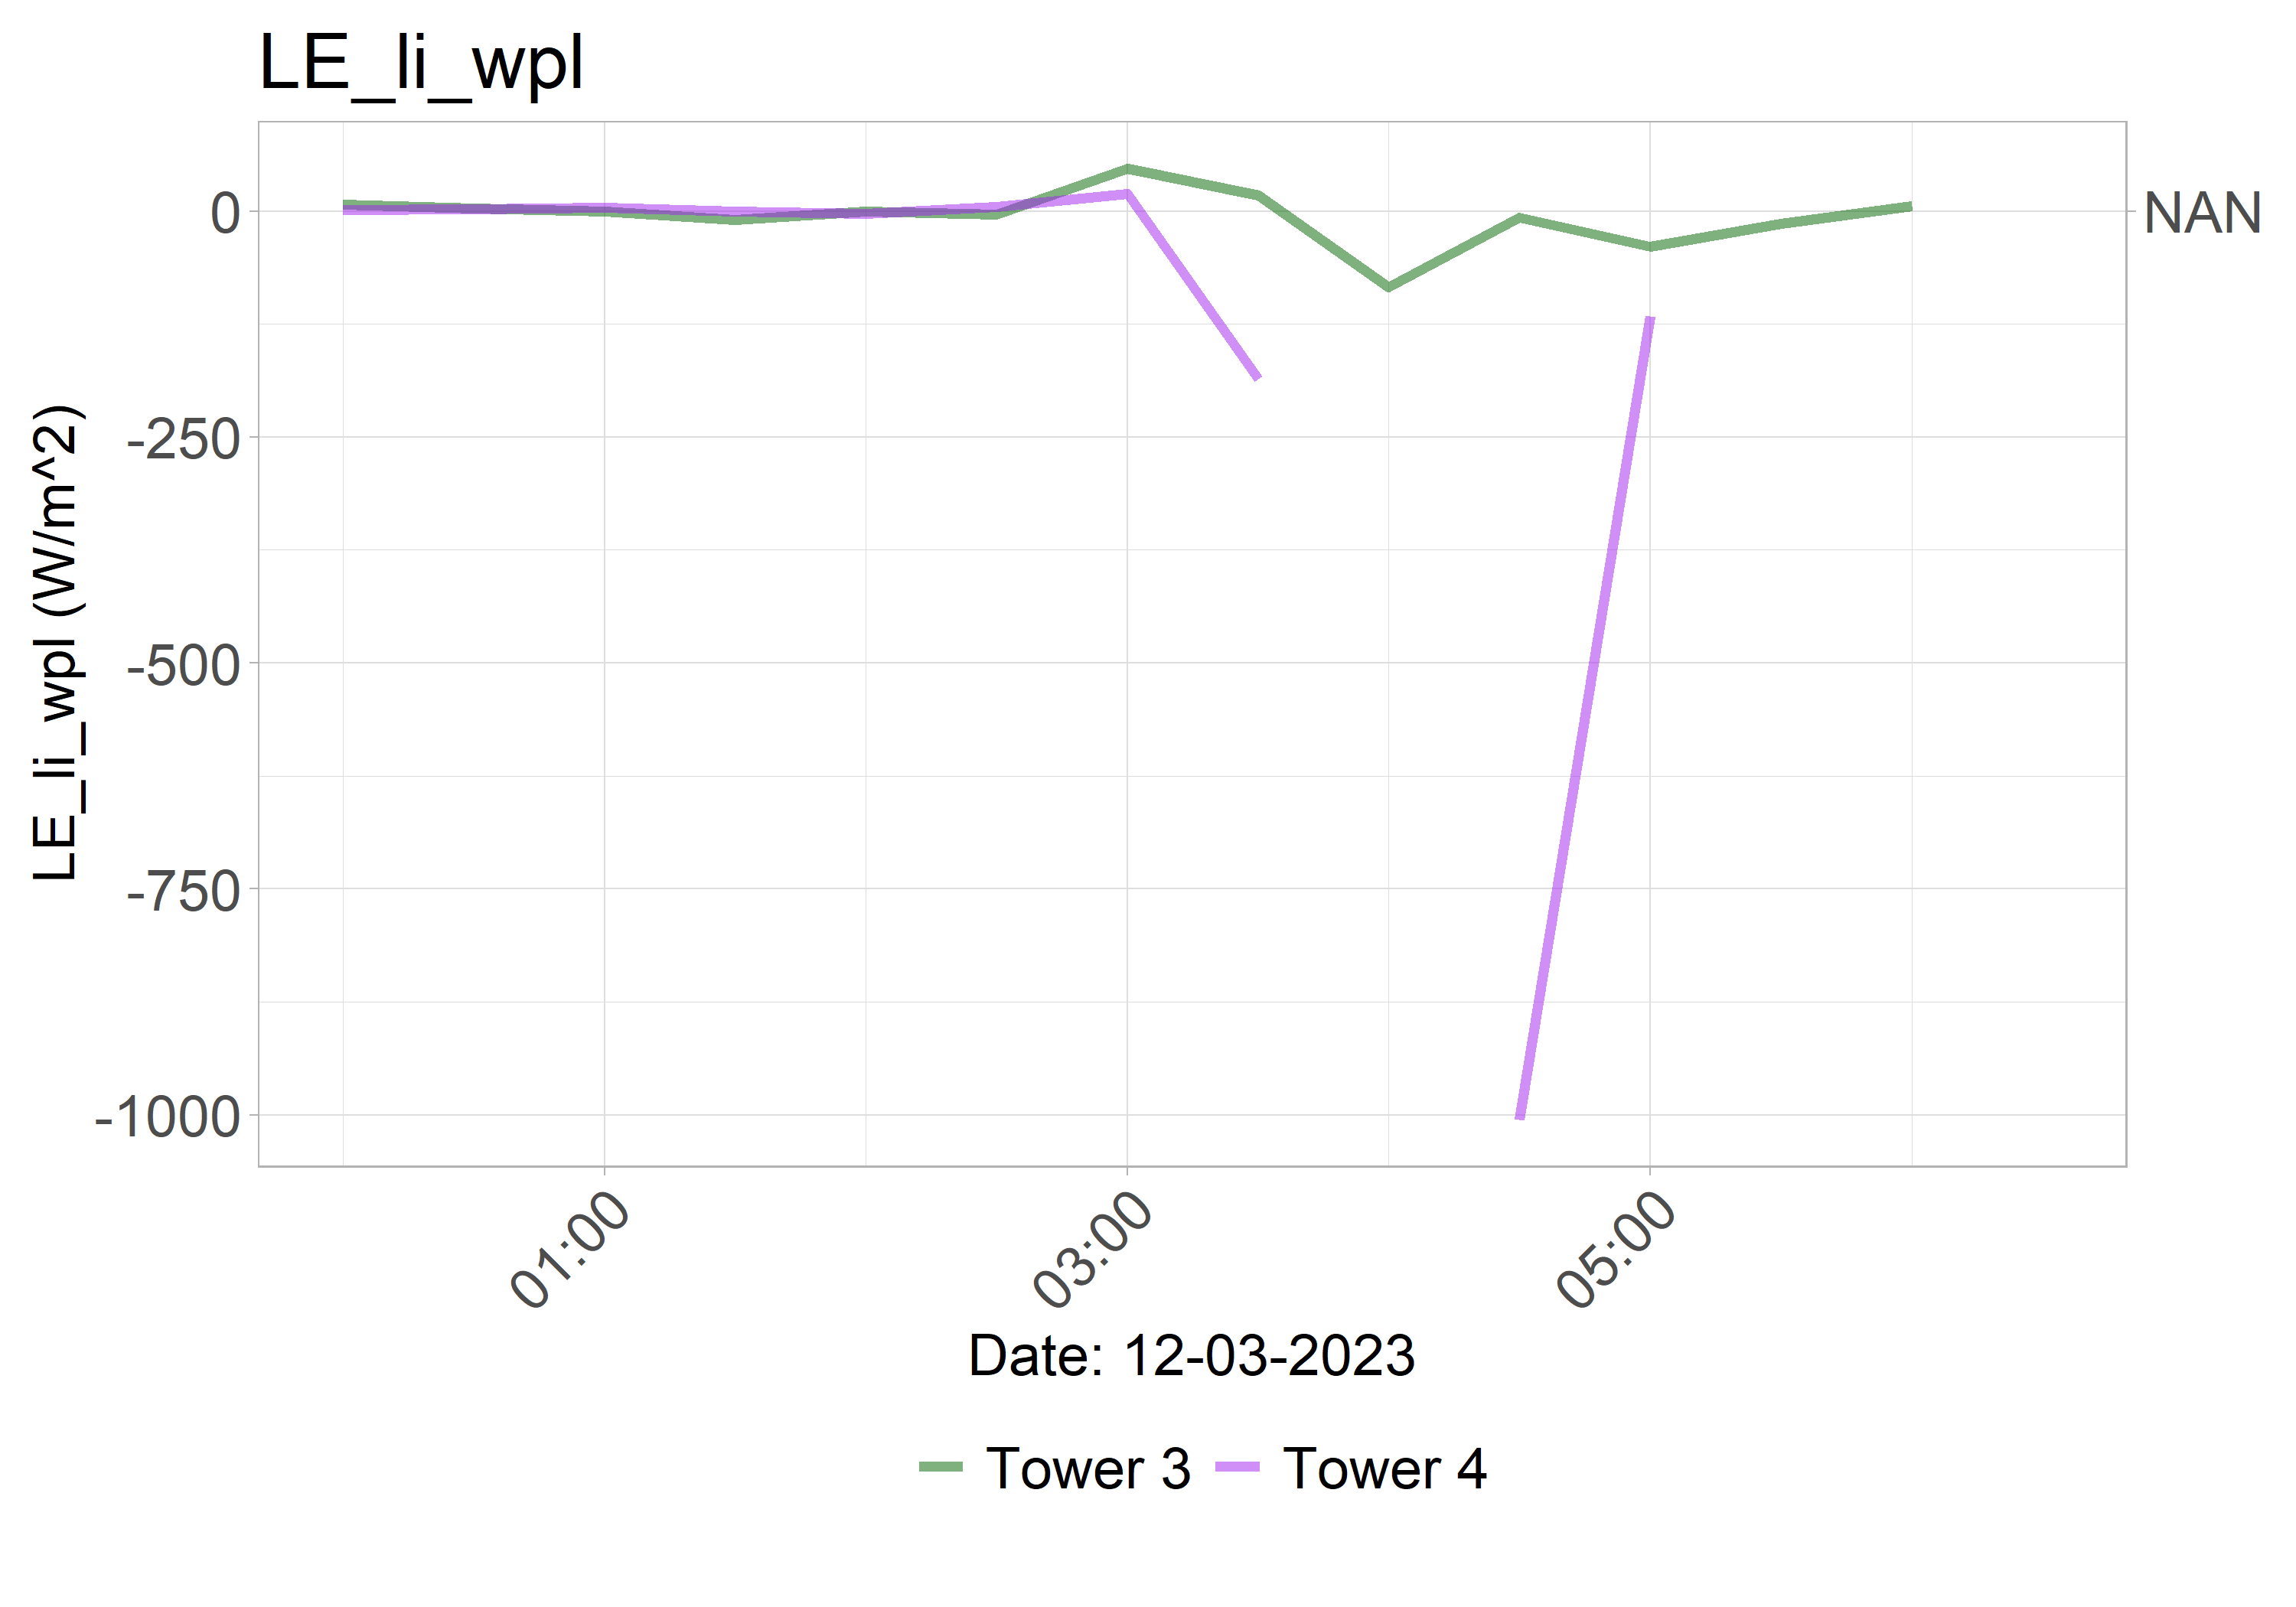 LE_li_wpl
LE_li_wpl (W/m^2)
0
-250
-500
-750
-1000
NAN
01:00
03:00
05:00
Date: 12-03-2023
Tower 3
Tower 4